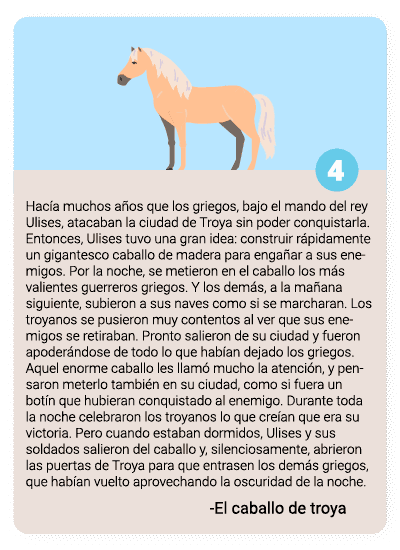 4
Hacía muchos años que los griegos, bajo el mando del rey
Ulises, atacaban la ciudad de Troya sin poder conquistarla.
Entonces, Ulises tuvo una gran idea: construir rápidamente
un gigantesco caballo de madera para engañar a sus ene-
migos. Por la noche, se metieron en el caballo los más
valientes guerreros griegos. Y los demás, a la mañana
siguiente, subieron a sus naves como si se marcharan. Los
troyanos se pusieron muy contentos al ver que sus ene-
migos se retiraban. Pronto salieron de su ciudad y fueron
apoderándose de todo lo que habían dejado los griegos.
Aquel enorme caballo les llamó mucho la atención, y pen-
saron meterlo también en su ciudad, como si fuera un
botín que hubieran conquistado al enemigo. Durante toda
la noche celebraron los troyanos lo que creían que era su
victoria. Pero cuando estaban dormidos, Ulises y sus
soldados salieron del caballo y, silenciosamente, abrieron
las puertas de Troya para que entrasen los demás griegos,
que habían vuelto aprovechando la oscuridad de la noche.
-El caballo de troya